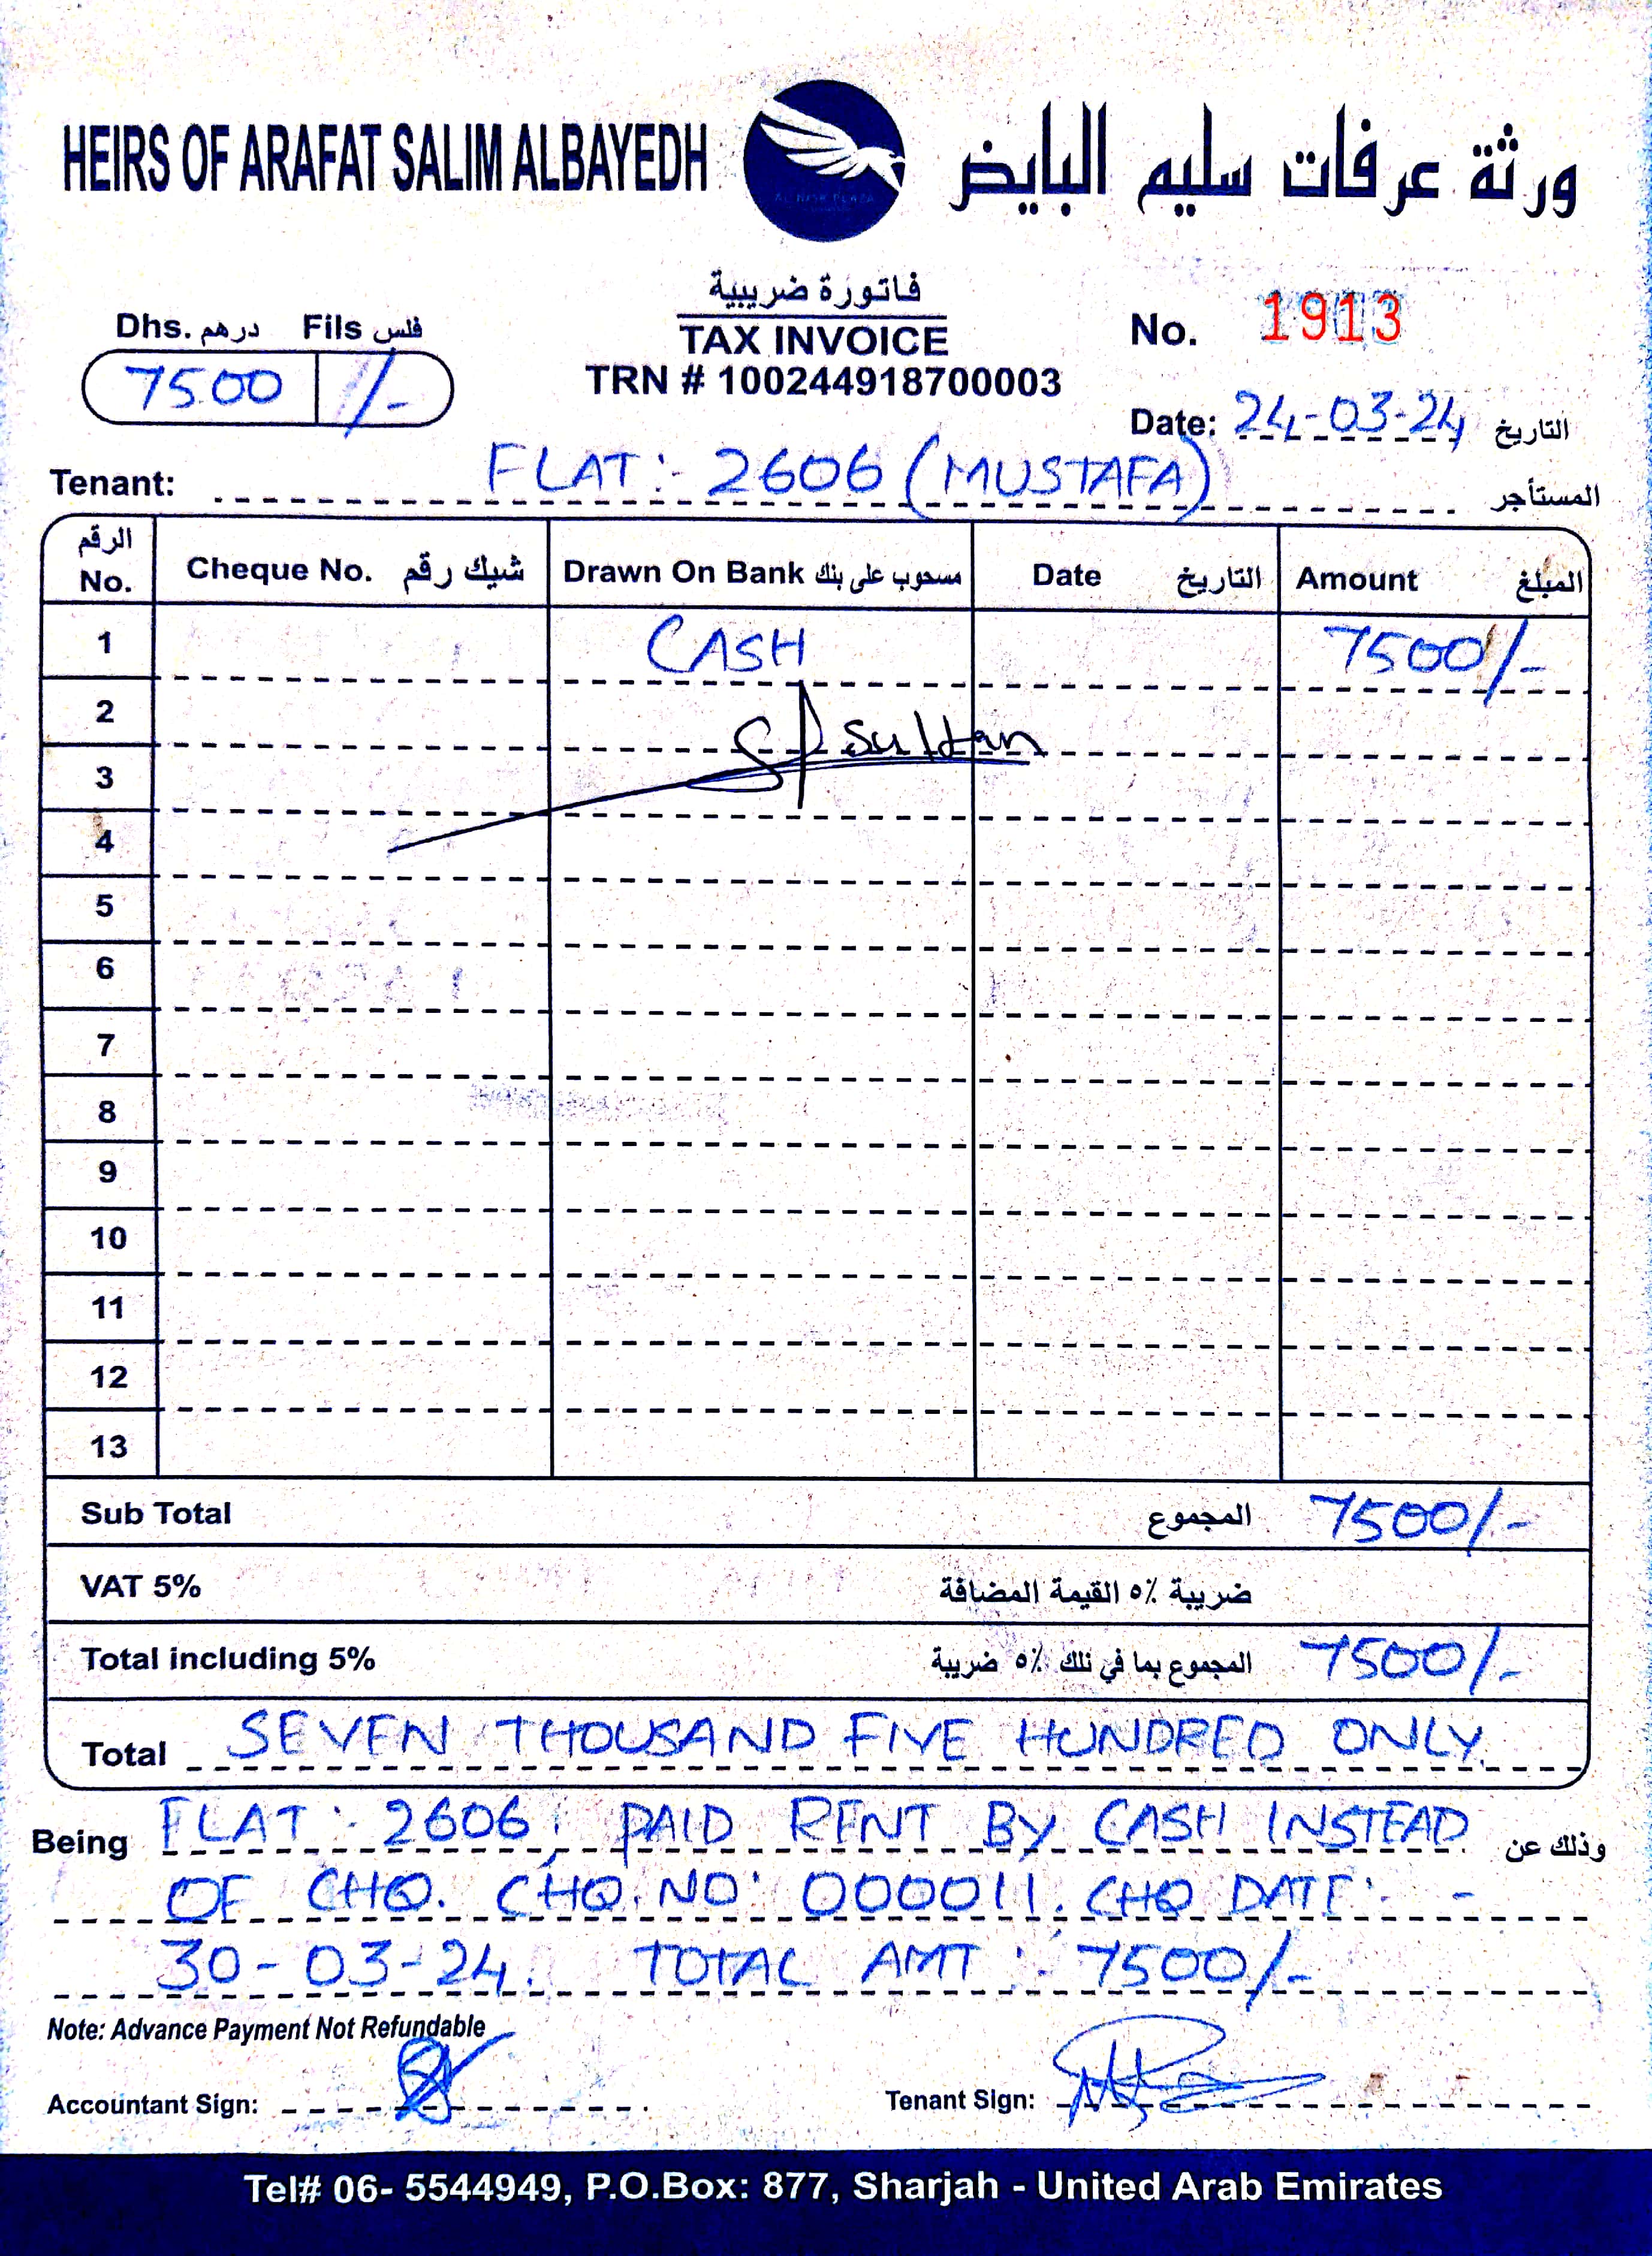 HEIRS OF ARAFAT SALIM ALBAYEDH ورثة عرفات سليم البايض
AL NISR PLAZA
فاتورة ضريبية
TAX INVOICE
TRN # 100244918700003
Dhs. درهم Fils فلس
7500 /-
No. 1913
Date: 24-03-24 التاريخ
Tenant: FLAT:- 2606 (MUSTAFA) المستأجر
الرقم No. Cheque No. شيك رقم Drawn On Bank مسحوب على بنك Date التاريخ Amount المبلغ
1 CASH 7500/-
2 Sultan
3
4
5
6
7
8
9
10
11
12
13
Sub Total المجموع 7500/-
VAT 5% ضريبة ٥٪ القيمة المضافة
Total including 5% المجموع بما في تلك ٥٪ ضريبة 7500/-
Total SEVEN THOUSAND FIVE HUNDRED ONLY.
Being FLAT:- 2606, PAID RENT BY CASH INSTEAD وذلك عن
OF CHQ. CHQ. NO: 000011. CHQ DATE:- -
30-03-24. TOTAL AMT:- 7500/-
Note: Advance Payment Not Refundable
Accountant Sign: Tenant Sign:
Tel# 06- 5544949, P.O.Box: 877, Sharjah - United Arab Emirates